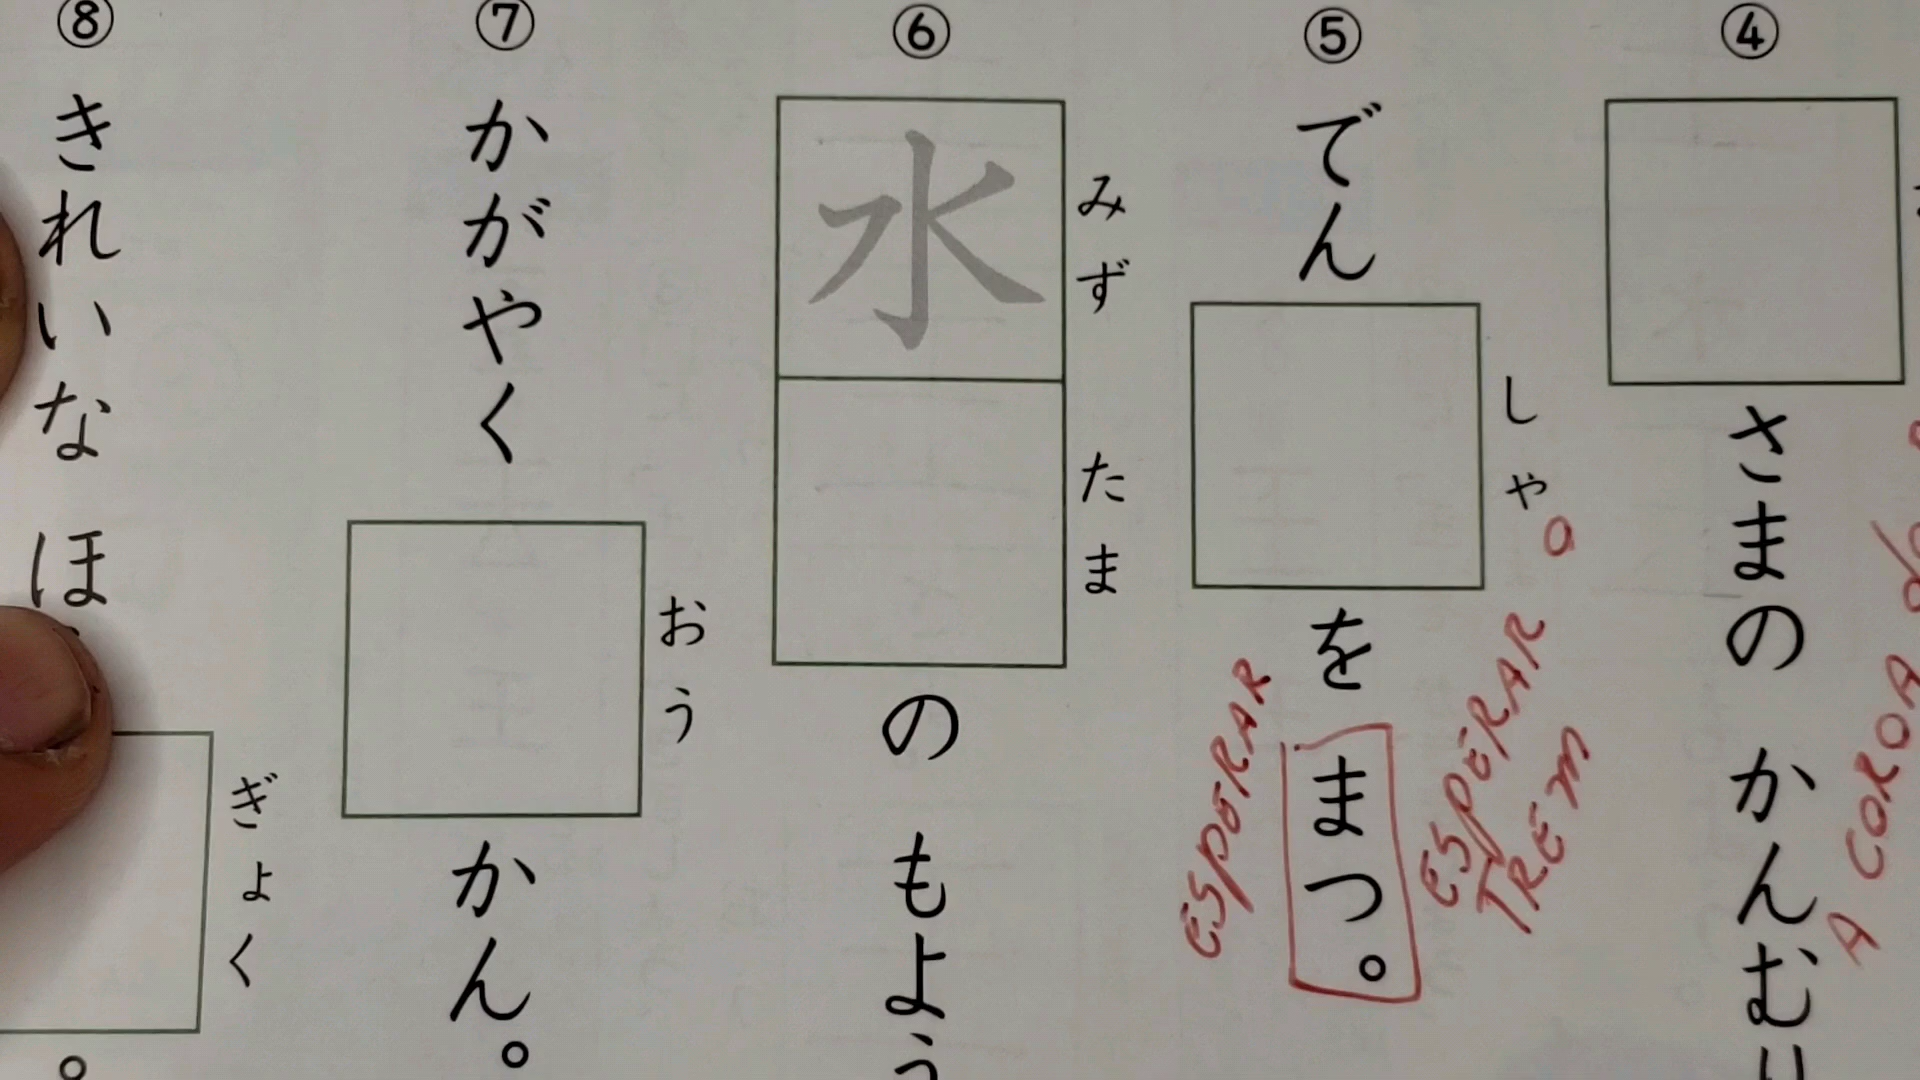 ④
さまの かんむり
A COROA
⑤
でん
しゃ
を まつ。
O
ESPERAR
TREM
ESPERAR
⑥
水
みず
たま
の もよう
⑦
かがやく
おう
かん。
⑧
きれいな ほ
ぎょく
。